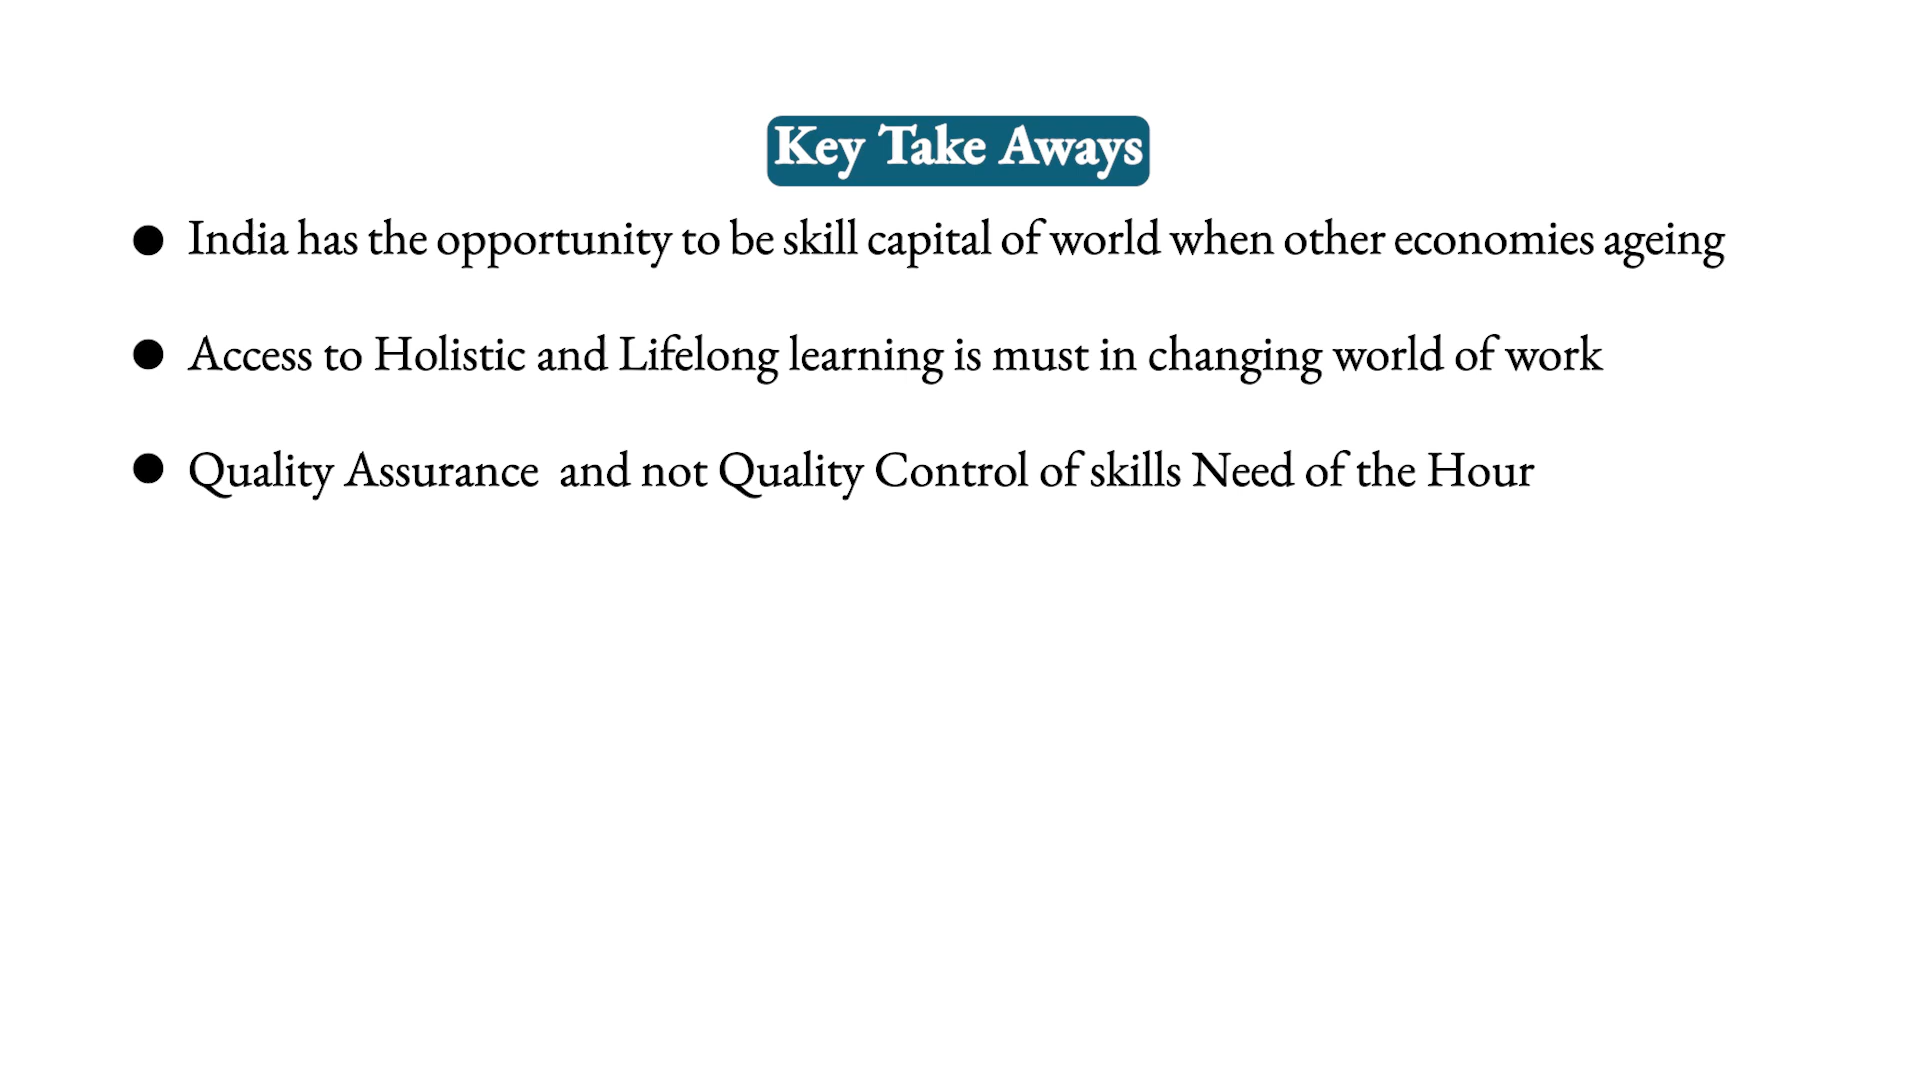 Key Take Aways
● India has the opportunity to be skill capital of world when other economies ageing
● Access to Holistic and Lifelong learning is must in changing world of work
● Quality Assurance  and not Quality Control of skills Need of the Hour